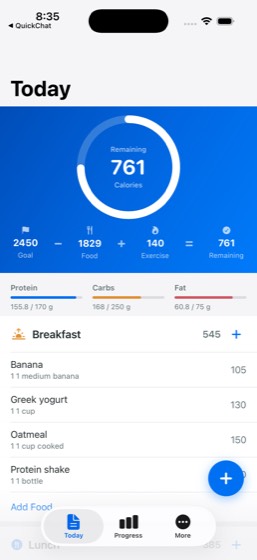 8:35
◀ QuickChat
Today
Remaining
761
Calories
2450 − 1829 + 140 = 761
Goal Food Exercise Remaining
Protein Carbs Fat
155.8 / 170 g 168 / 250 g 60.8 / 75 g
Breakfast 545 +
Banana 105
1 1 medium banana
Greek yogurt 130
1 1 cup
Oatmeal 150
1 1 cup cooked
Protein shake
1 1 bottle
+
Add Food
Lunch
Today Progress More